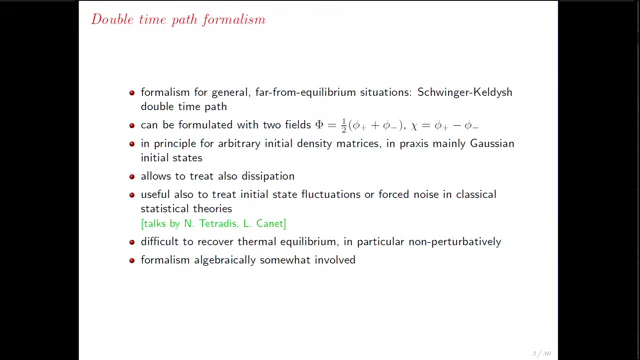 Double time path formalism
formalism for general, far-from-equilibrium situations: Schwinger-Keldysh
double time path
can be formulated with two fields Φ = ½(ϕ₊ + ϕ₋), χ = ϕ₊ − ϕ₋
in principle for arbitrary initial density matrices, in praxis mainly Gaussian
initial states
allows to treat also dissipation
useful also to treat initial state fluctuations or forced noise in classical
statistical theories
[talks by N. Tetradis, L. Canet]
difficult to recover thermal equilibrium, in particular non-perturbatively
formalism algebraically somewhat involved
3 / 30